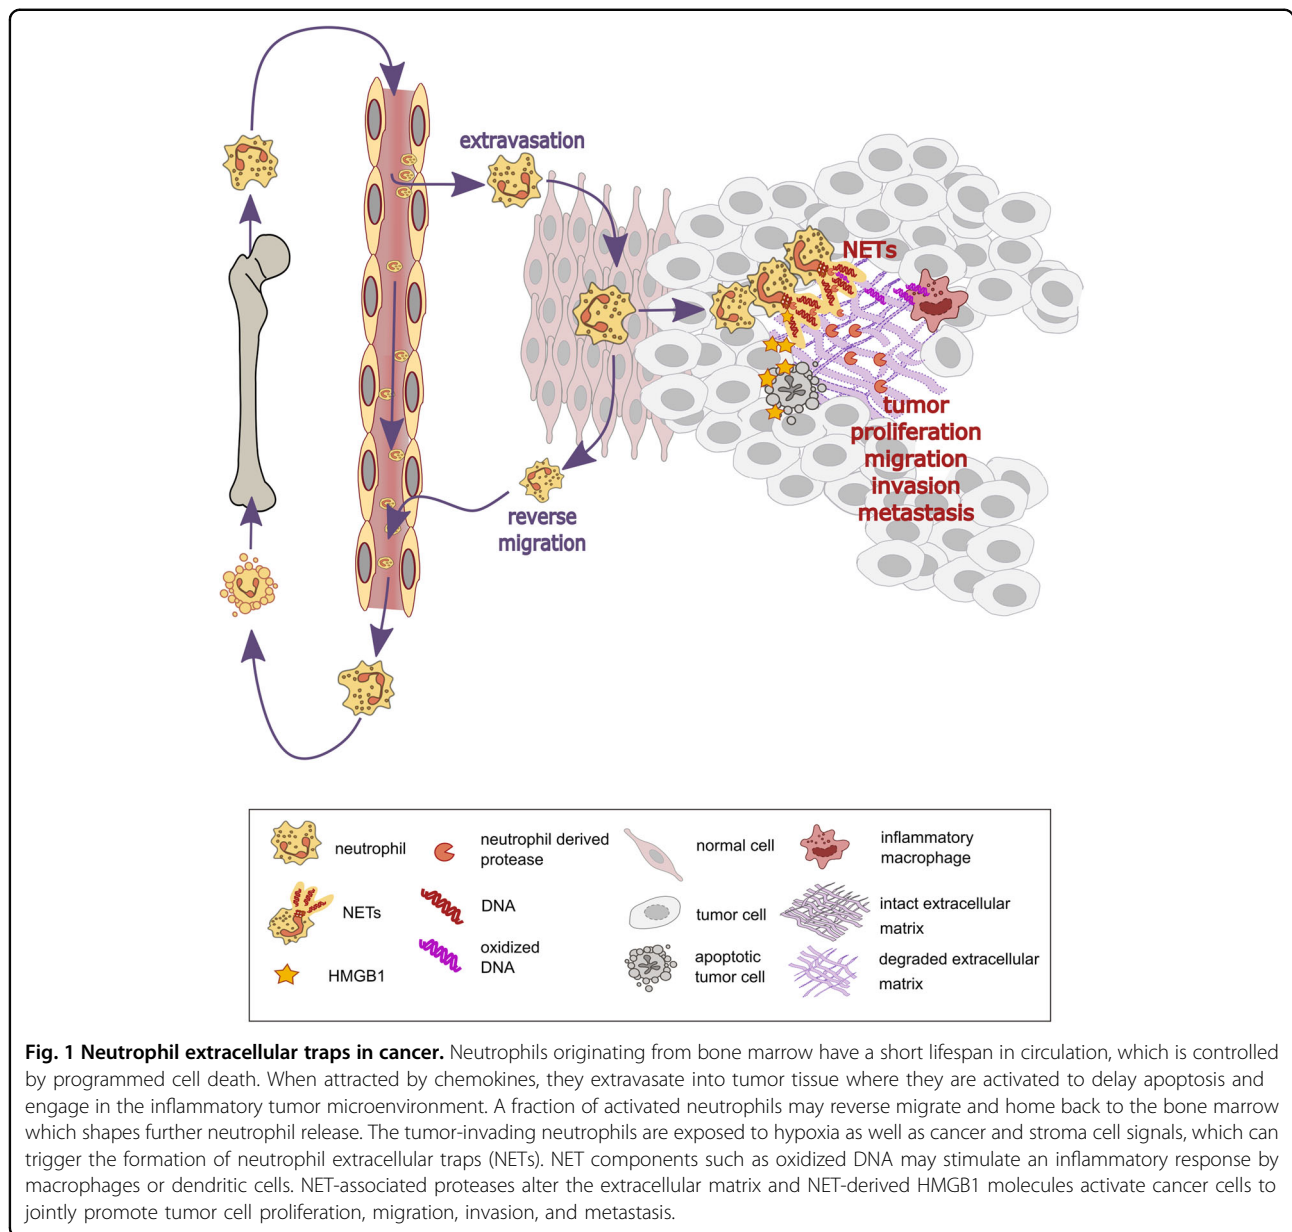 extravasation
NETs
tumor
proliferation
migration
invasion
metastasis
reverse
migration
neutrophil
neutrophil derived
protease
normal cell
inflammatory
macrophage
NETs
DNA
tumor cell
intact extracellular
matrix
HMGB1
oxidized
DNA
apoptotic
tumor cell
degraded extracellular
matrix
Fig. 1 Neutrophil extracellular traps in cancer. Neutrophils originating from bone marrow have a short lifespan in circulation, which is controlled
by programmed cell death. When attracted by chemokines, they extravasate into tumor tissue where they are activated to delay apoptosis and
engage in the inflammatory tumor microenvironment. A fraction of activated neutrophils may reverse migrate and home back to the bone marrow
which shapes further neutrophil release. The tumor-invading neutrophils are exposed to hypoxia as well as cancer and stroma cell signals, which can
trigger the formation of neutrophil extracellular traps (NETs). NET components such as oxidized DNA may stimulate an inflammatory response by
macrophages or dendritic cells. NET-associated proteases alter the extracellular matrix and NET-derived HMGB1 molecules activate cancer cells to
jointly promote tumor cell proliferation, migration, invasion, and metastasis.